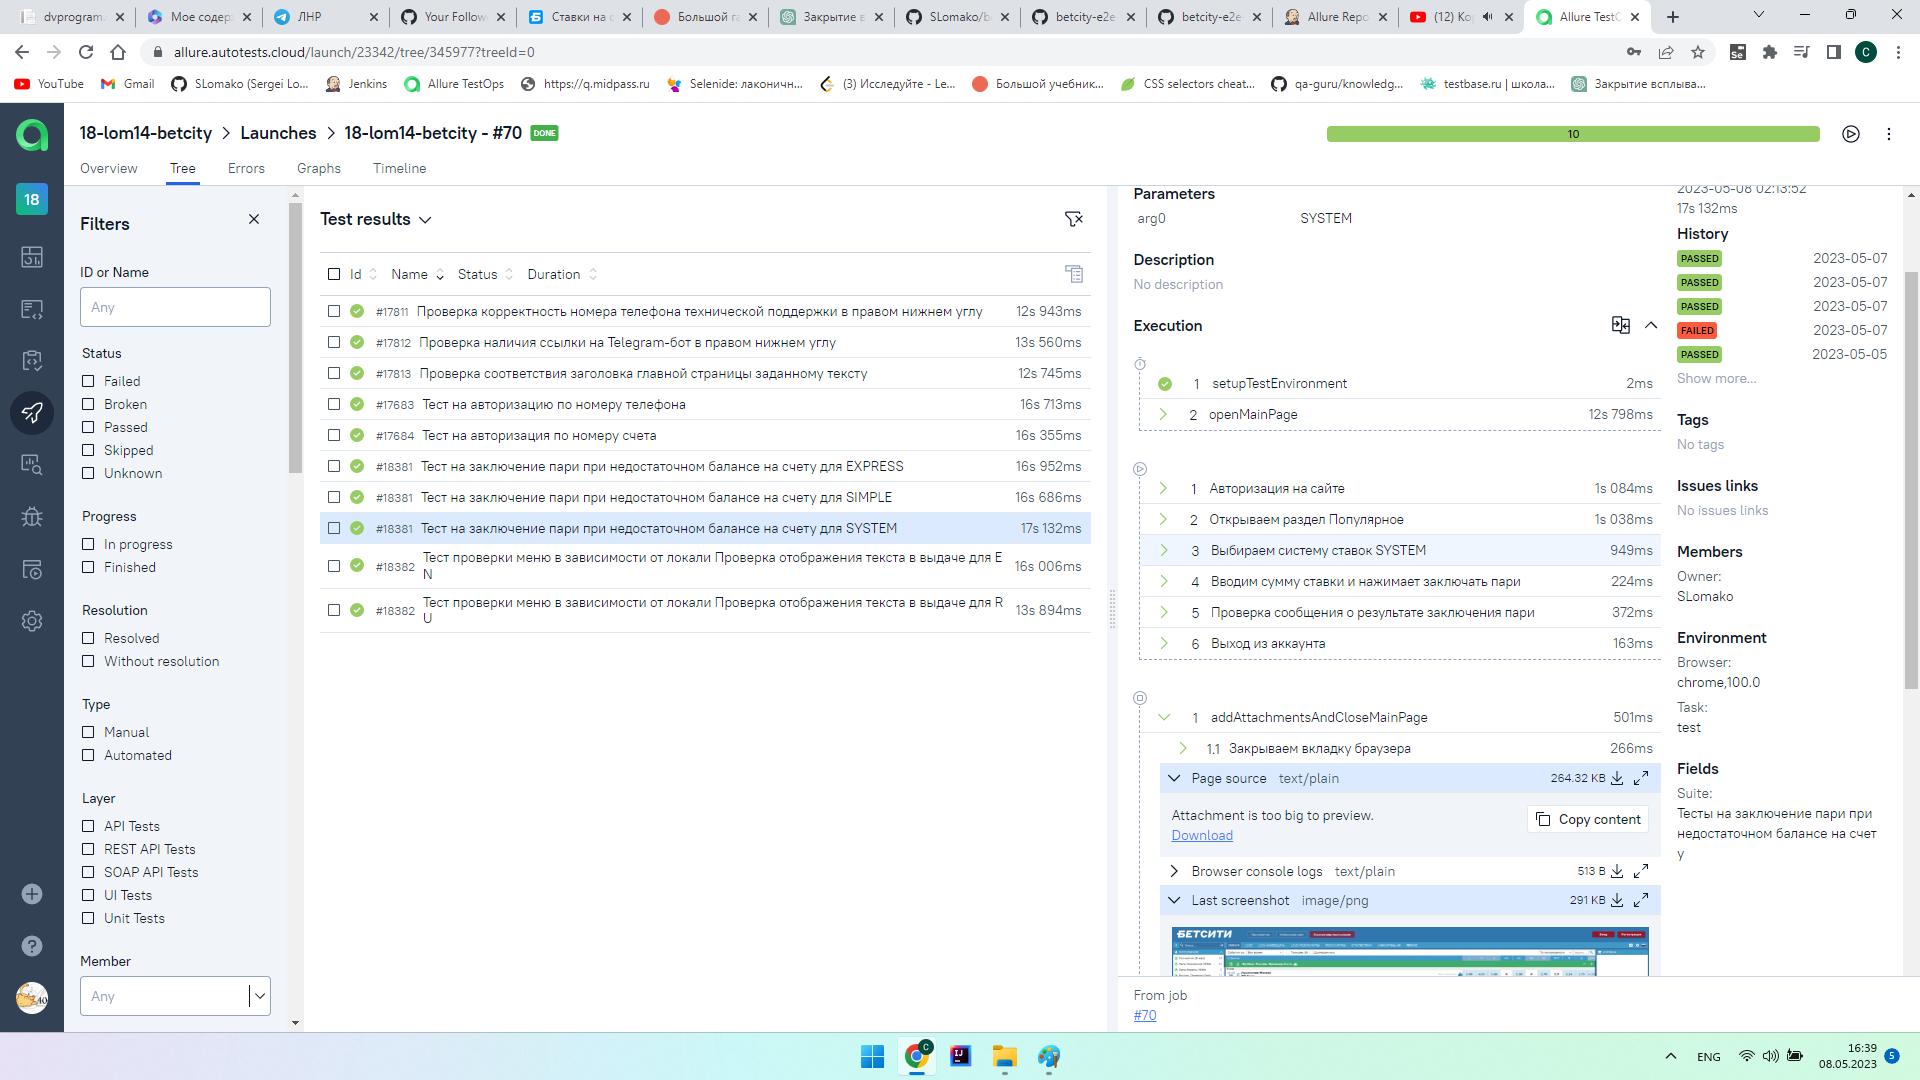 dvprogram
Мое содер
ЛНР
Your Follow
Ставки на с
Большой га
Закрытие в
SLomako/b
betcity-e2e
betcity-e2e
Allure Repo
(12) Ко
Allure TestO
allure.autotests.cloud/launch/23342/tree/345977?treeId=0
YouTube
Gmail
SLomako (Sergei Lo...
Jenkins
Allure TestOps
https://q.midpass.ru
Selenide: лаконичн...
(3) Исследуйте - Le...
Большой учебник...
CSS selectors cheat...
qa-guru/knowledg...
testbase.ru | школа...
Закрытие всплыва...
18-lom14-betcity > Launches > 18-lom14-betcity - #70 DONE
10
Overview
Tree
Errors
Graphs
Timeline
18
Filters
ID or Name
Any
Status
Failed
Broken
Passed
Skipped
Unknown
Progress
In progress
Finished
Resolution
Resolved
Without resolution
Type
Manual
Automated
Layer
API Tests
REST API Tests
SOAP API Tests
UI Tests
Unit Tests
Member
Any
Test results
Id Name Status Duration
#17811 Проверка корректность номера телефона технической поддержки в правом нижнем углу 12s 943ms
#17812 Проверка наличия ссылки на Telegram-бот в правом нижнем углу 13s 560ms
#17813 Проверка соответствия заголовка главной страницы заданному тексту 12s 745ms
#17683 Тест на авторизацию по номеру телефона 16s 713ms
#17684 Тест на авторизация по номеру счета 16s 355ms
#18381 Тест на заключение пари при недостаточном балансе на счету для EXPRESS 16s 952ms
#18381 Тест на заключение пари при недостаточном балансе на счету для SIMPLE 16s 686ms
#18381 Тест на заключение пари при недостаточном балансе на счету для SYSTEM 17s 132ms
#18382 Тест проверки меню в зависимости от локали Проверка отображения текста в выдаче для E
N 16s 006ms
#18382 Тест проверки меню в зависимости от локали Проверка отображения текста в выдаче для R
U 13s 894ms
Parameters
arg0 SYSTEM
Description
No description
Execution
1 setupTestEnvironment 2ms
2 openMainPage 12s 798ms
1 Авторизация на сайте 1s 084ms
2 Открываем раздел Популярное 1s 038ms
3 Выбираем систему ставок SYSTEM 949ms
4 Вводим сумму ставки и нажимает заключать пари 224ms
5 Проверка сообщения о результате заключения пари 372ms
6 Выход из аккаунта 163ms
1 addAttachmentsAndCloseMainPage 501ms
1.1 Закрываем вкладку браузера 266ms
Page source text/plain 264.32 KB
Attachment is too big to preview.
Download
Copy content
Browser console logs text/plain 513 B
Last screenshot image/png 291 KB
БЕТСИТИ
From job
#70
2023-05-08 02:13:52
17s 132ms
History
PASSED 2023-05-07
PASSED 2023-05-07
PASSED 2023-05-07
FAILED 2023-05-07
PASSED 2023-05-05
Show more...
Tags
No tags
Issues links
No issues links
Members
Owner:
SLomako
Environment
Browser:
chrome,100.0
Task:
test
Fields
Suite:
Тесты на заключение пари при
недостаточном балансе на счет
у
ENG
16:39
08.05.2023
5